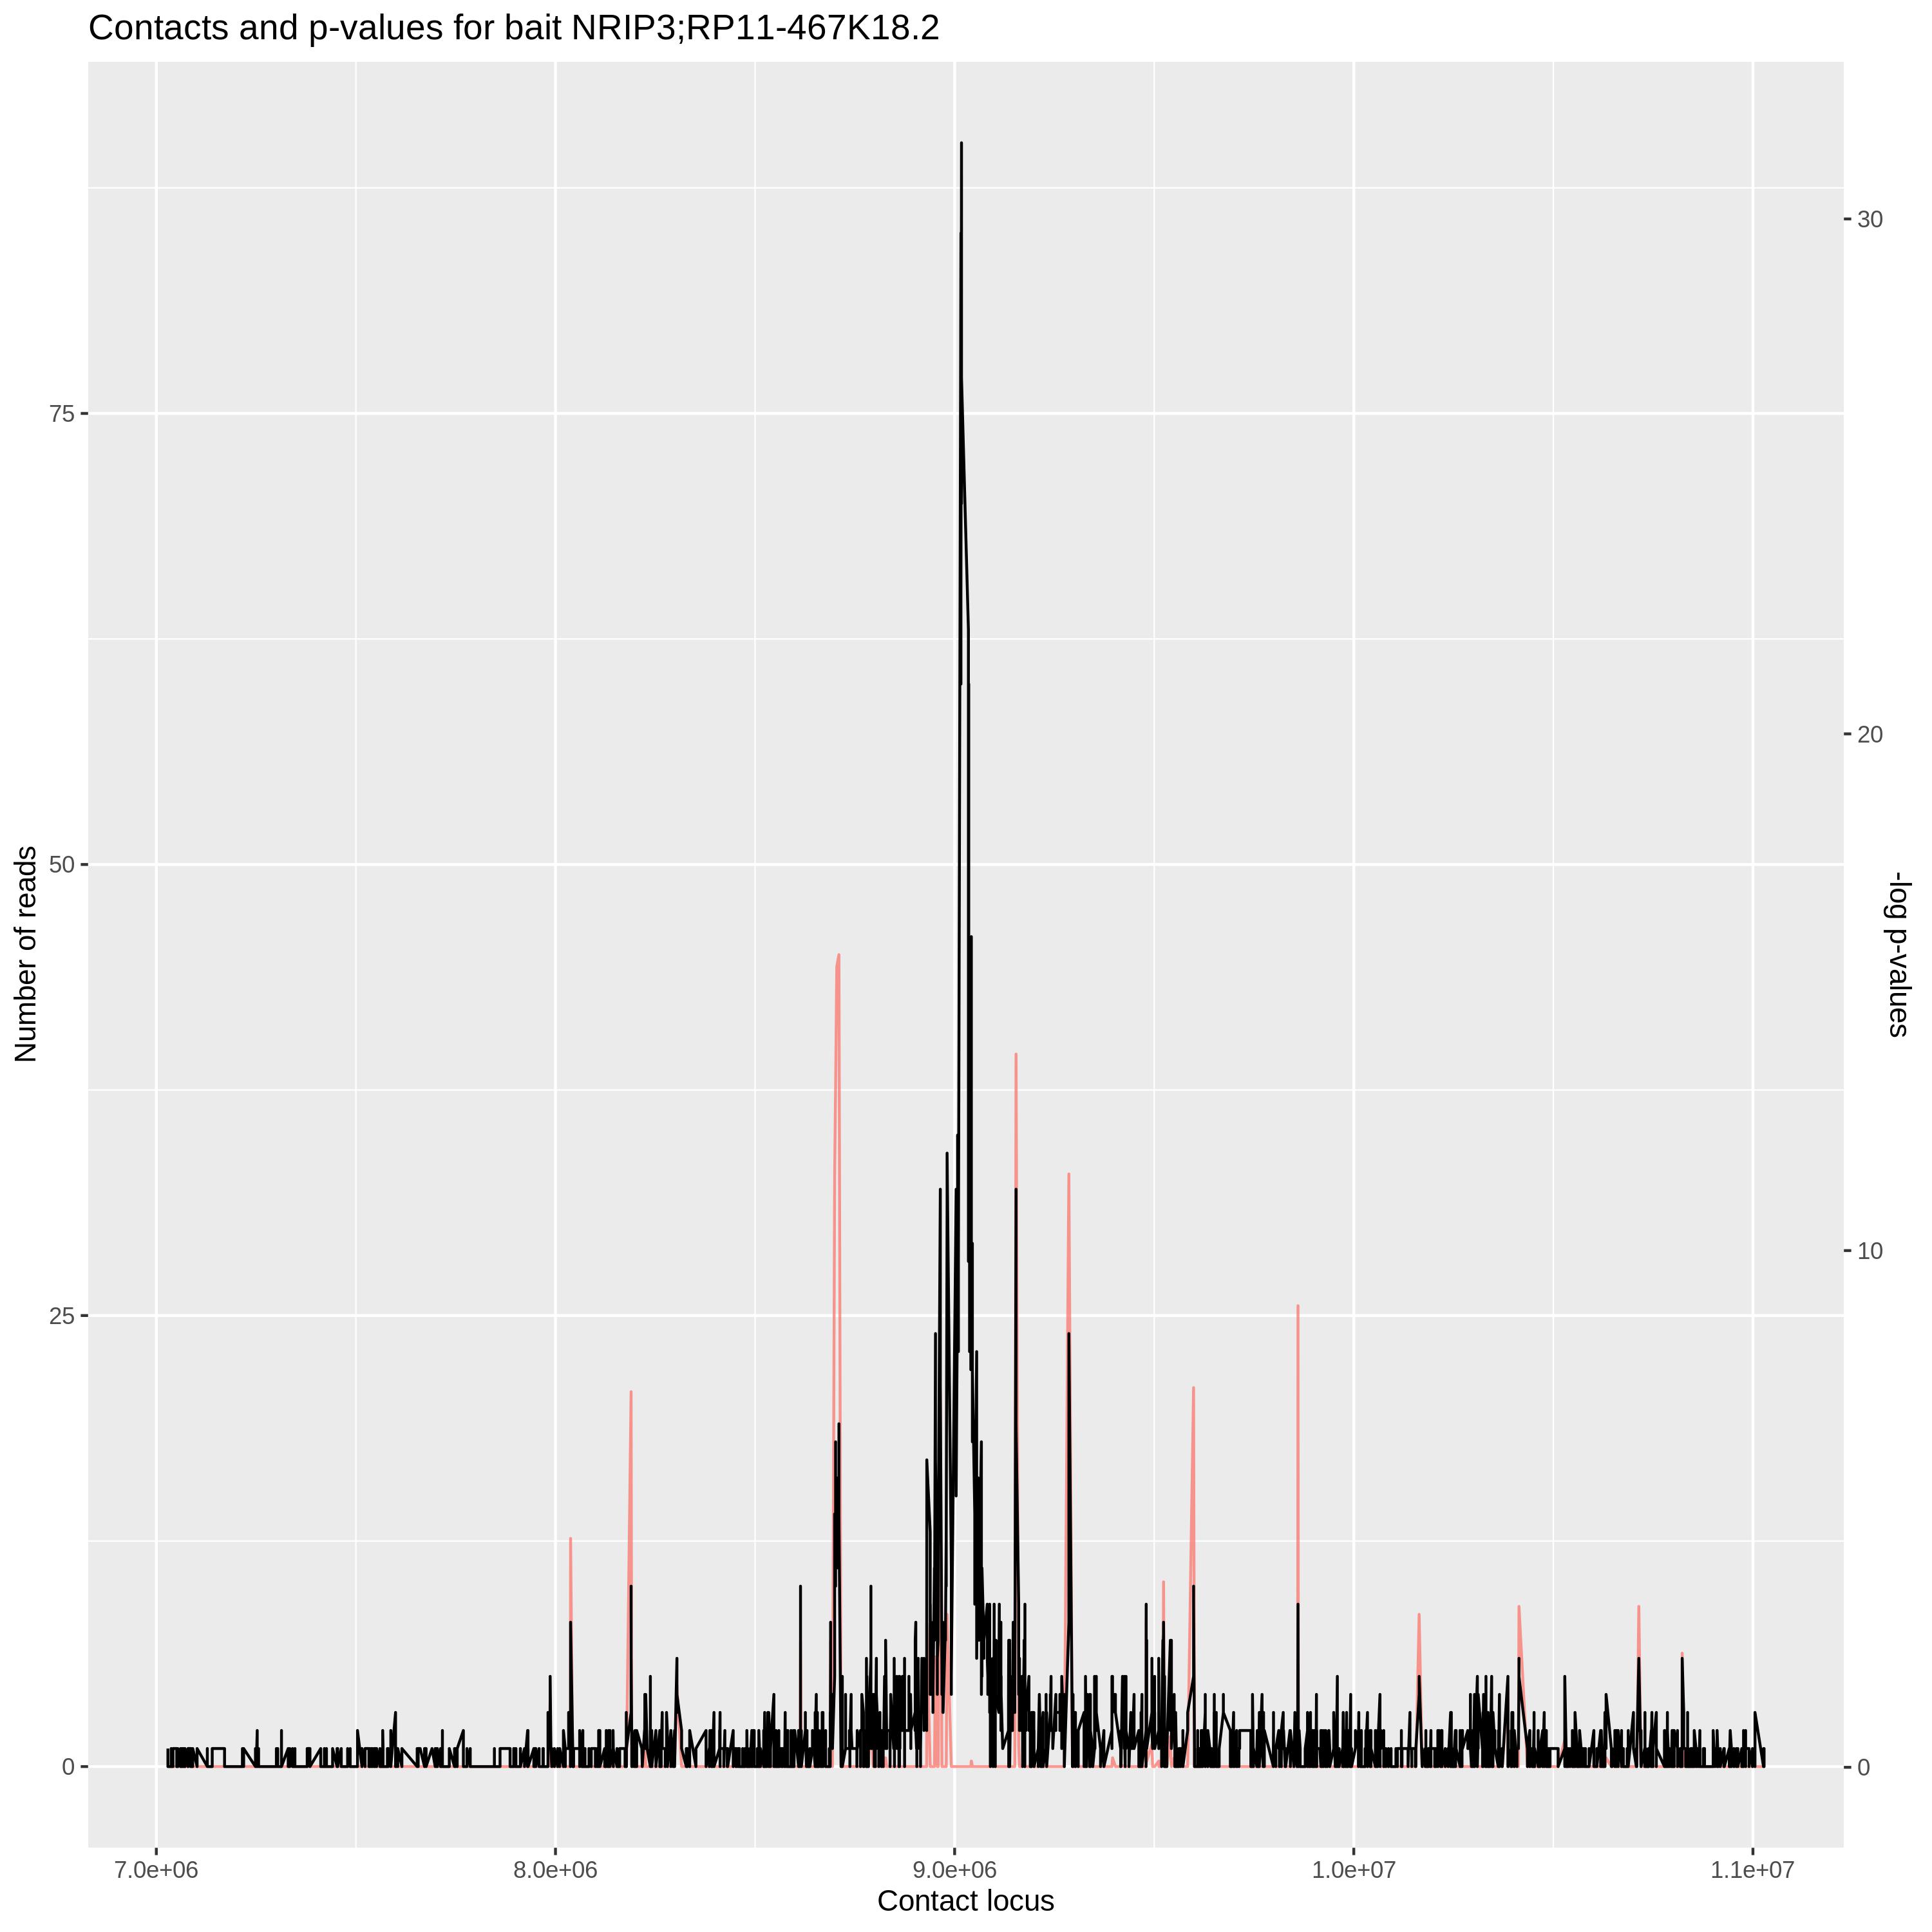 Contacts and p-values for bait NRIP3;RP11-467K18.2
Number of reads
75
50
25
0
30
20
10
0
-log p-values
7.0e+06 8.0e+06 9.0e+06 1.0e+07 1.1e+07
Contact locus